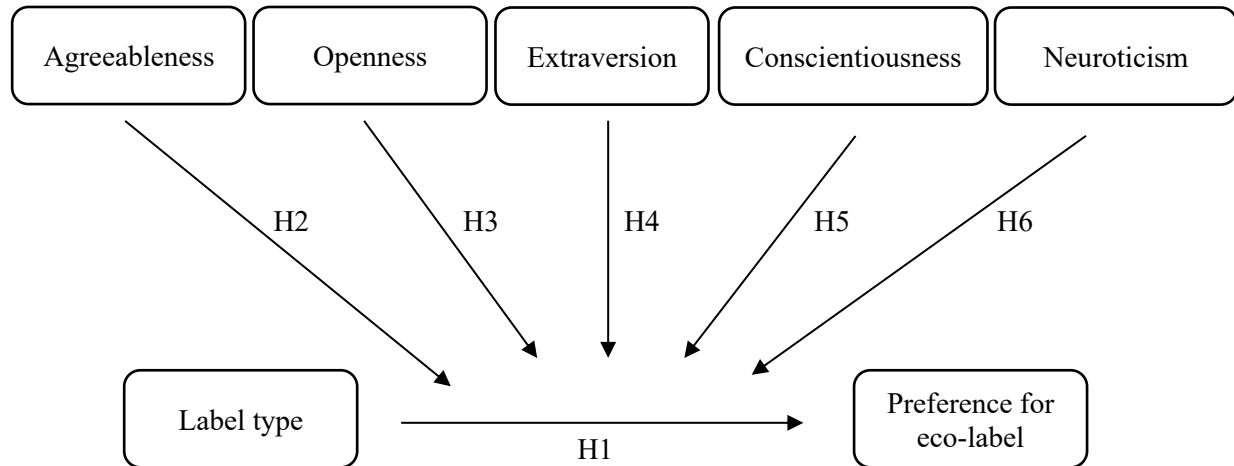 Agreeableness
Openness
Extraversion
Conscientiousness
Neuroticism
H2
H3
H4
H5
H6
Label type
H1
Preference for
eco-label